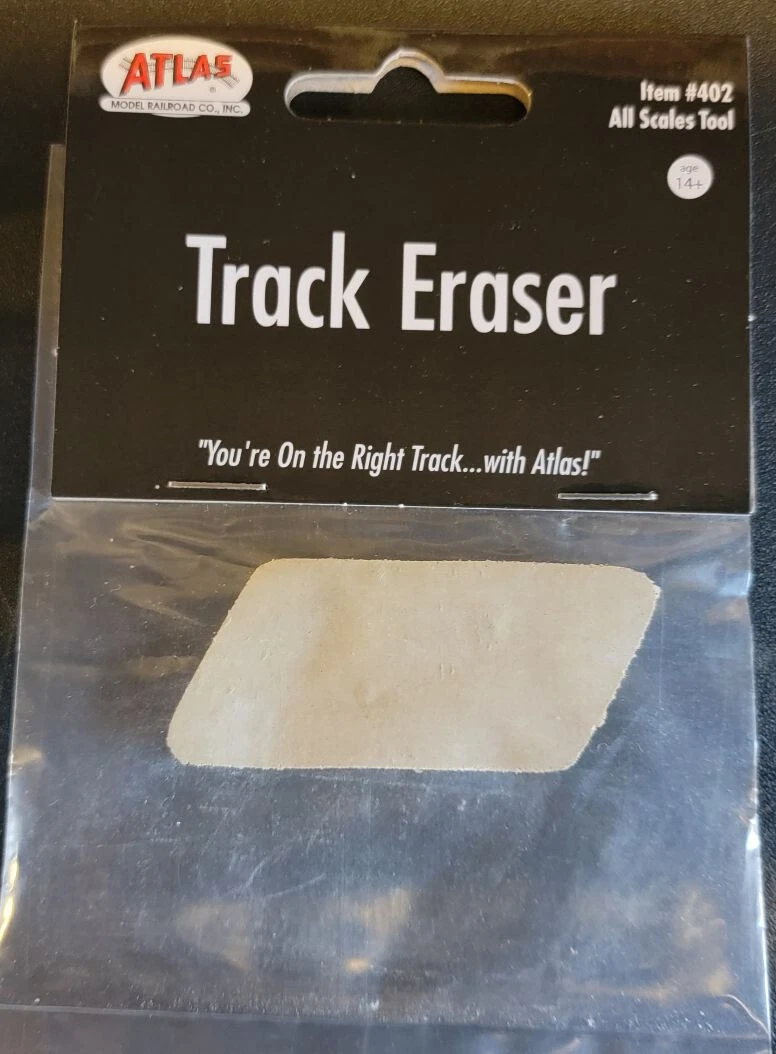 ATLAS
®
MODEL RAILROAD CO., INC.
Item #402
All Scales Tool
age
14+
Track Eraser
"You're On the Right Track...with Atlas!"